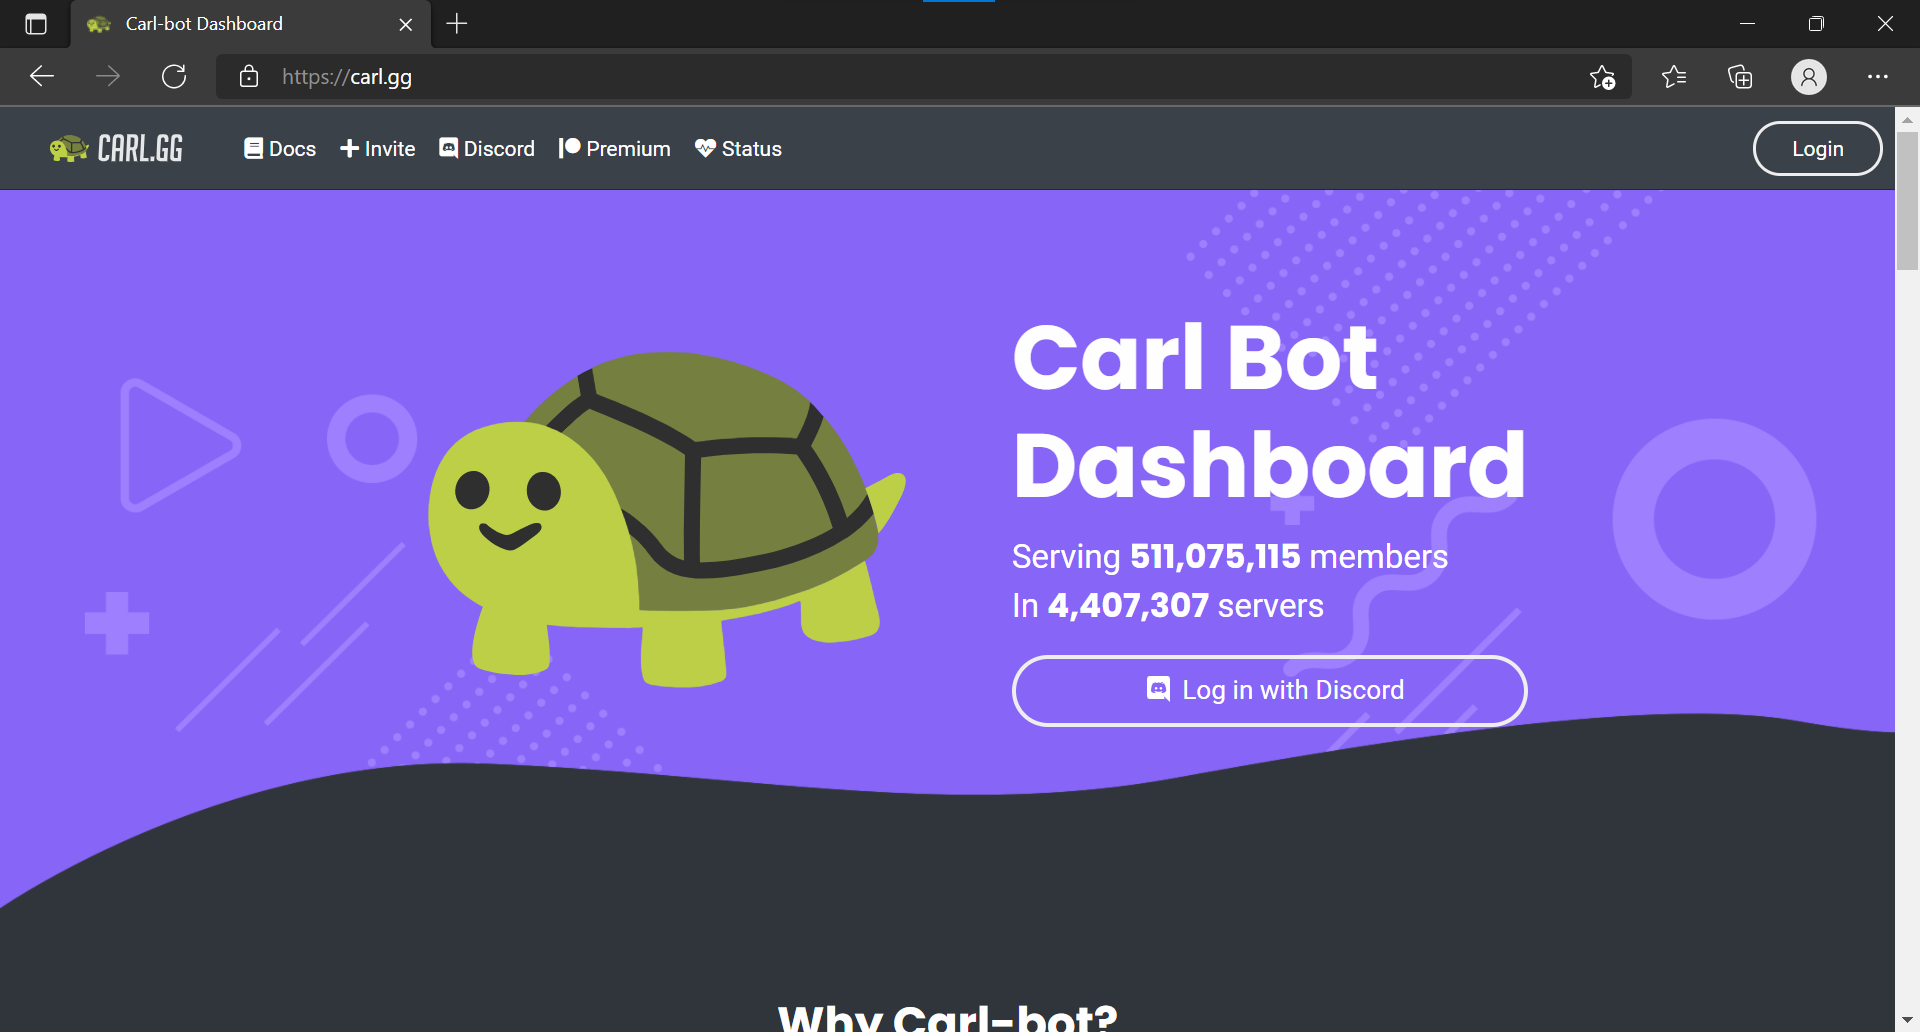 Carl-bot Dashboard
https://carl.gg
CARL.GG
Docs
Invite
Discord
Premium
Status
Login
Carl Bot
Dashboard
Serving 511,075,115 members
In 4,407,307 servers
Log in with Discord
Why Carl-bot?